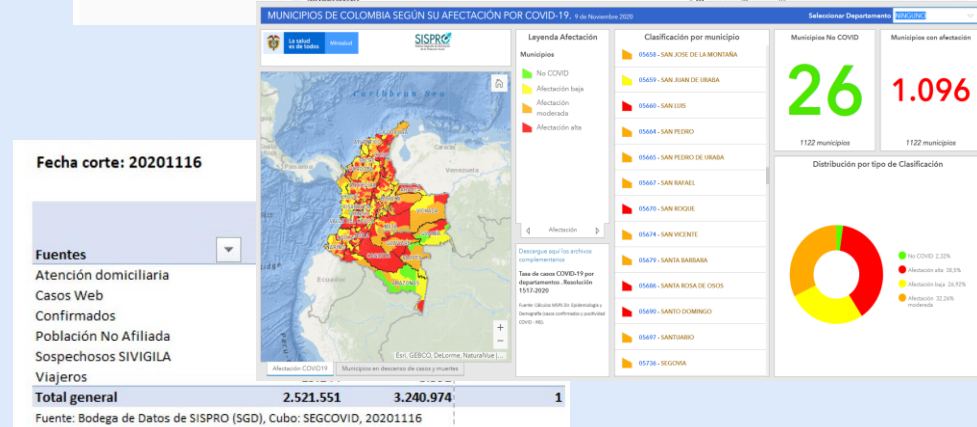 MUNICIPIOS DE COLOMBIA SEGÚN SU AFECTACIÓN POR COVID-19. 9 de Noviembre 2020
Seleccionar Departamento NINGUNO
La salud es de todos
Minsalud
SISPRO
Caribbean Sea
Caracas
Panama
Venezuela
VICHADA
AMAZONAS
Ecuador
Esri, GEBCO, DeLorme, NaturalVue |...
Afectación COVID19
Municipios en descenso de casos y muertes
Leyenda Afectación
Municipios
No COVID
Afectación baja
Afectación
moderada
Afectación alta
Afectación
Descargue aquí los archivos
complementarios
Tasa de casos COVID-19 por
departamentos . Resolución
1517-2020
Clasificación por municipio
05658 - SAN JOSE DE LA MONTAÑA
05659 - SAN JUAN DE URABA
05660 - SAN LUIS
05664 - SAN PEDRO
05665 - SAN PEDRO DE URABA
05667 - SAN RAFAEL
05670 - SAN ROQUE
05674 - SAN VICENTE
05679 - SANTA BARBARA
05686 - SANTA ROSA DE OSOS
05690 - SANTO DOMINGO
05697 - SANTUARIO
05736 - SEGOVIA
Municipios No COVID
26
1122 municipios
Municipios con afectación
1.096
1122 municipios
Distribución por tipo de Clasificación
No COVID 2,32%
Afectación alta 38,5%
Afectación baja 26,92%
Afectación 32,26%
moderada
Fecha corte: 20201116
Fuentes
Atención domiciliaria
Casos Web
Confirmados
Población No Afiliada
Sospechosos SIVIGILA
Viajeros
Total general 2.521.551 3.240.974 1
Fuente: Bodega de Datos de SISPRO (SGD), Cubo: SEGCOVID, 20201116